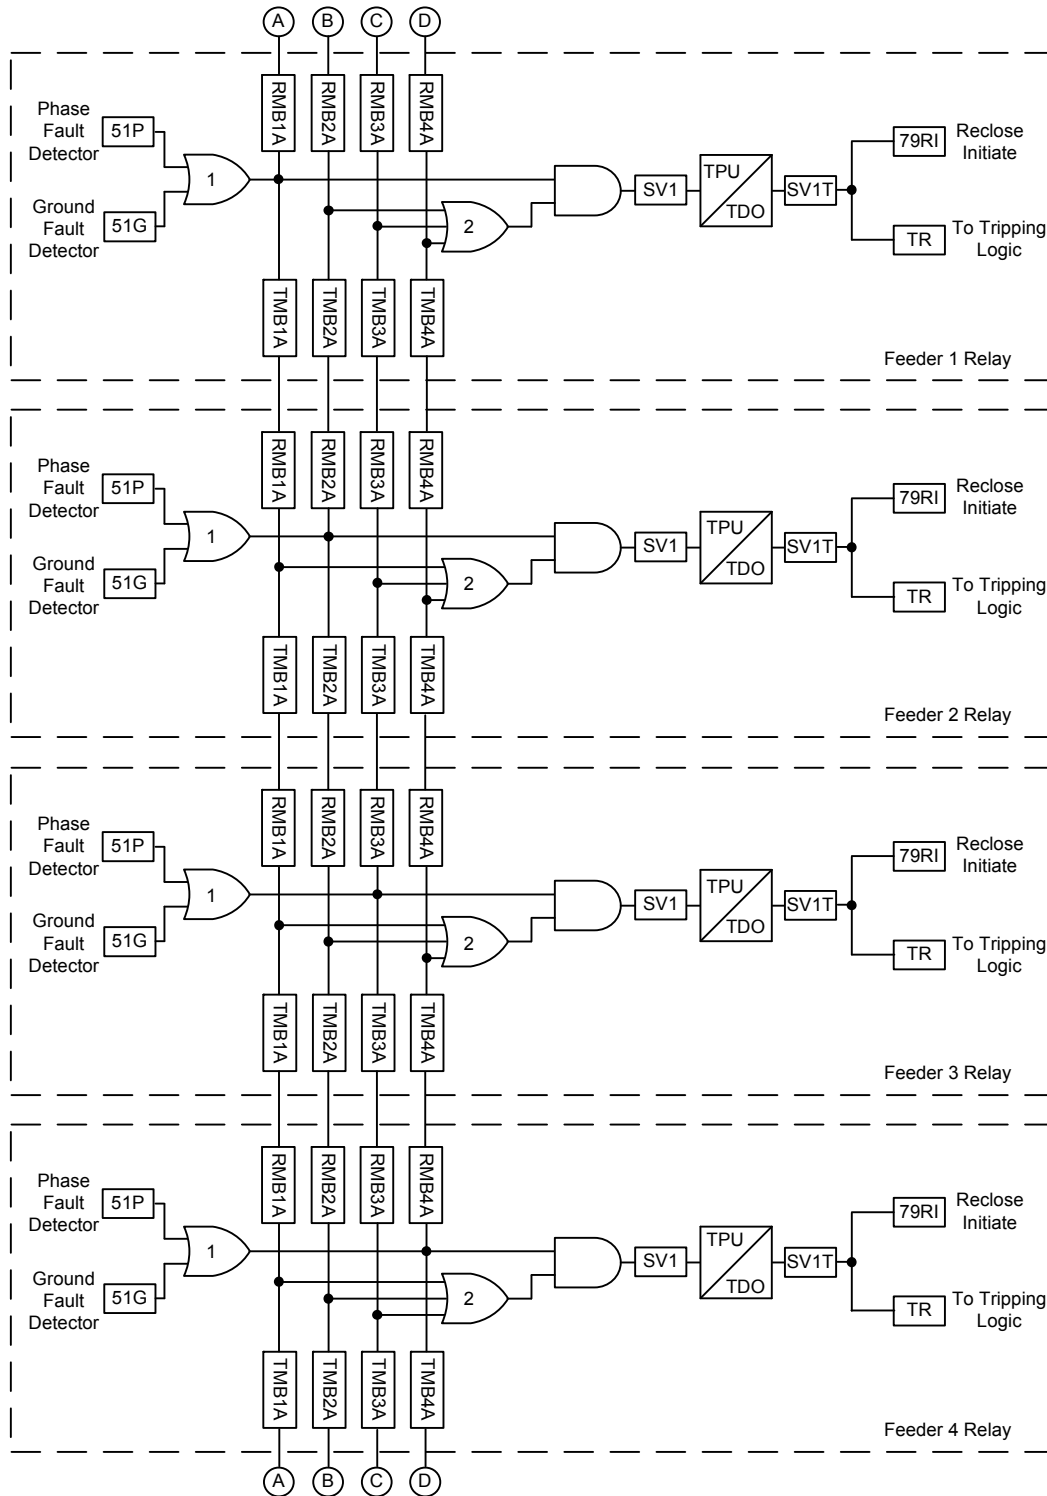 A B C D
RMB1A RMB2A RMB3A RMB4A
Phase
Fault
Detector
51P
1
Ground
Fault
Detector
51G
2
SV1
TPU
TDO
SV1T
79RI
Reclose
Initiate
TR
To Tripping
Logic
TMB1A TMB2A TMB3A TMB4A
Feeder 1 Relay
RMB1A RMB2A RMB3A RMB4A
Phase
Fault
Detector
51P
1
Ground
Fault
Detector
51G
2
SV1
TPU
TDO
SV1T
79RI
Reclose
Initiate
TR
To Tripping
Logic
TMB1A TMB2A TMB3A TMB4A
Feeder 2 Relay
RMB1A RMB2A RMB3A RMB4A
Phase
Fault
Detector
51P
1
Ground
Fault
Detector
51G
2
SV1
TPU
TDO
SV1T
79RI
Reclose
Initiate
TR
To Tripping
Logic
TMB1A TMB2A TMB3A TMB4A
Feeder 3 Relay
RMB1A RMB2A RMB3A RMB4A
Phase
Fault
Detector
51P
1
Ground
Fault
Detector
51G
2
SV1
TPU
TDO
SV1T
79RI
Reclose
Initiate
TR
To Tripping
Logic
TMB1A TMB2A TMB3A TMB4A
Feeder 4 Relay
A B C D